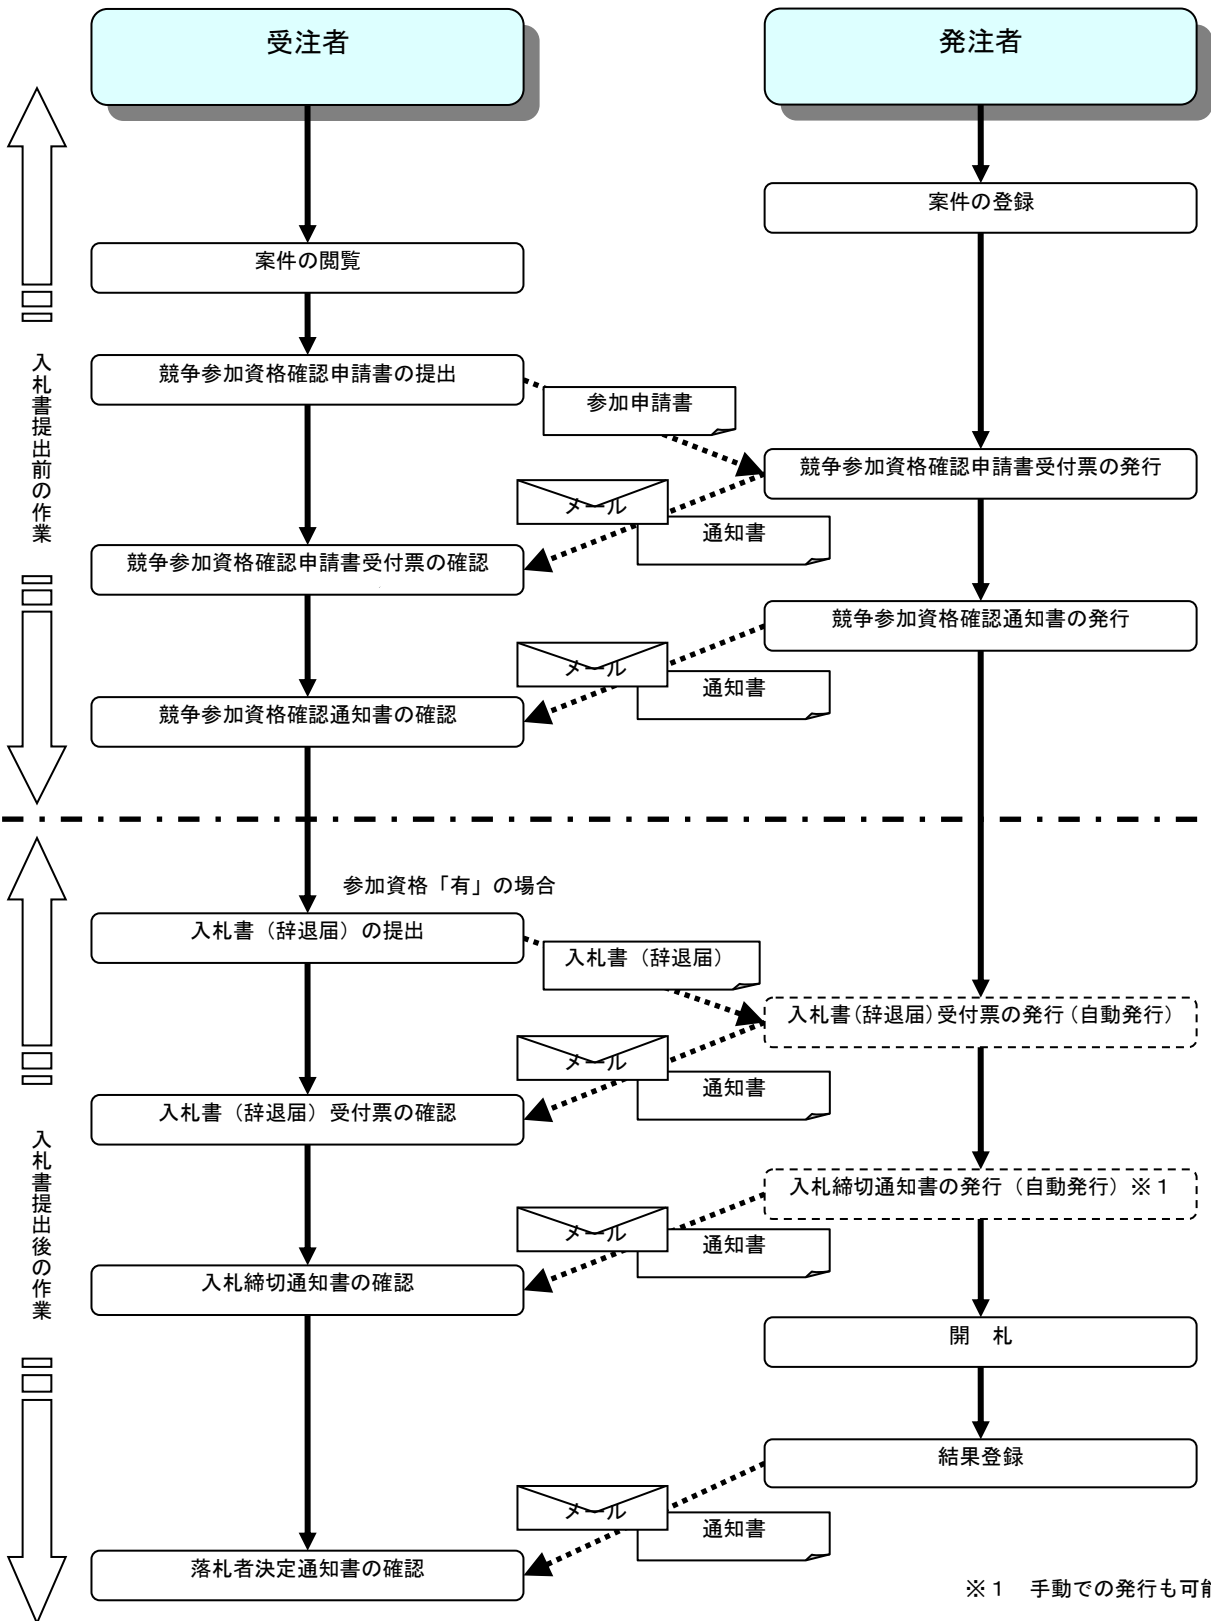 受注者
発注者
案件の登録
案件の閲覧
入札書提出前の作業
競争参加資格確認申請書の提出
参加申請書
競争参加資格確認申請書受付票の発行
メール
通知書
競争参加資格確認申請書受付票の確認
競争参加資格確認通知書の発行
メール
通知書
競争参加資格確認通知書の確認
参加資格「有」の場合
入札書（辞退届）の提出
入札書（辞退届）
入札書(辞退届)受付票の発行(自動発行)
メール
通知書
入札書（辞退届）受付票の確認
入札書提出後の作業
入札締切通知書の発行（自動発行）※１
メール
通知書
入札締切通知書の確認
開　札
結果登録
メール
通知書
落札者決定通知書の確認
※１　手動での発行も可能